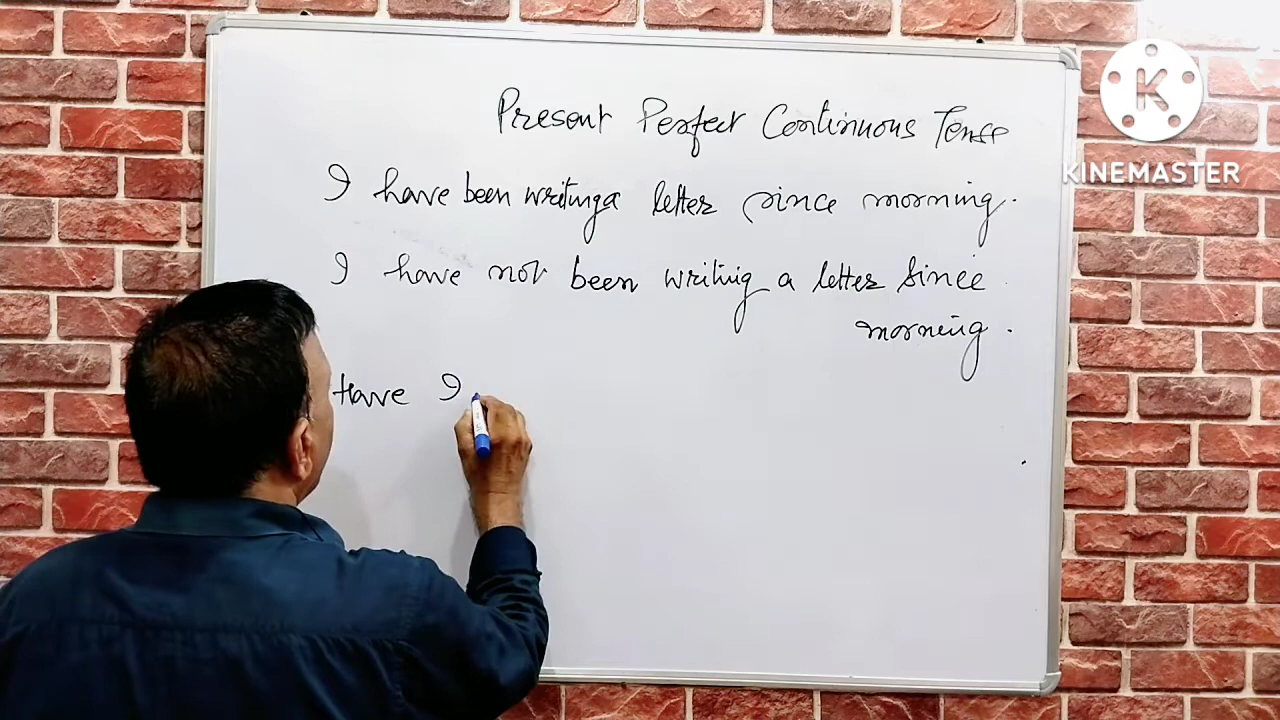 Present Perfect Continuous Tense
I have been writing a letter since morning.
I have not been writing a letter since
morning.
Have I
K
KINEMASTER